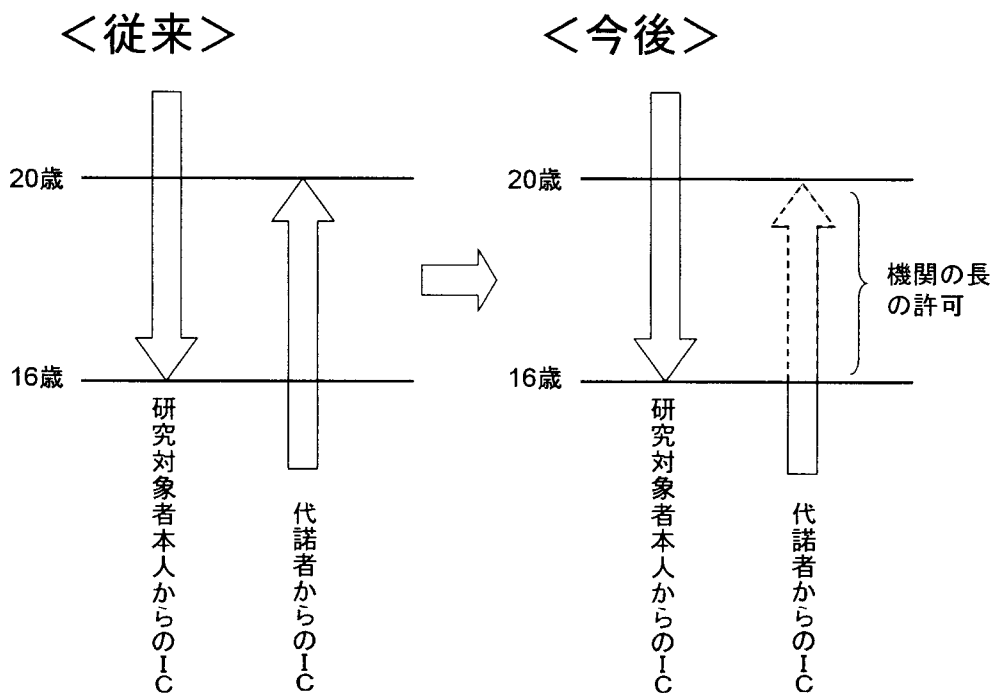 ＜従来＞
20歳
16歳
研究対象者本人からのＩＣ
代諾者からのＩＣ
＜今後＞
20歳
16歳
機関の長
の許可
研究対象者本人からのＩＣ
代諾者からのＩＣ